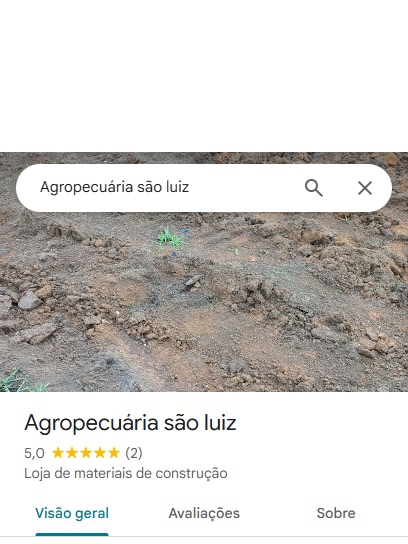 Agropecuária são luiz
Agropecuária são luiz
5,0 (2)
Loja de materiais de construção
Visão geral Avaliações Sobre